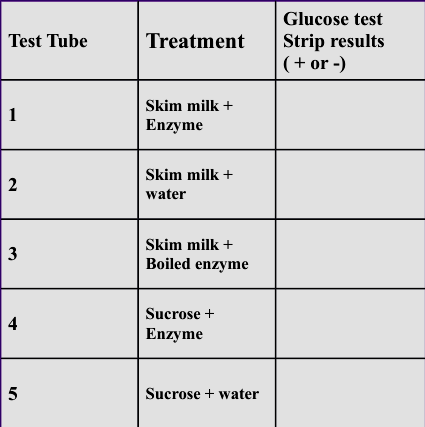 Test Tube
Treatment
Glucose test
Strip results
( + or -)
1
Skim milk +
Enzyme
2
Skim milk +
water
3
Skim milk +
Boiled enzyme
4
Sucrose +
Enzyme
5
Sucrose + water